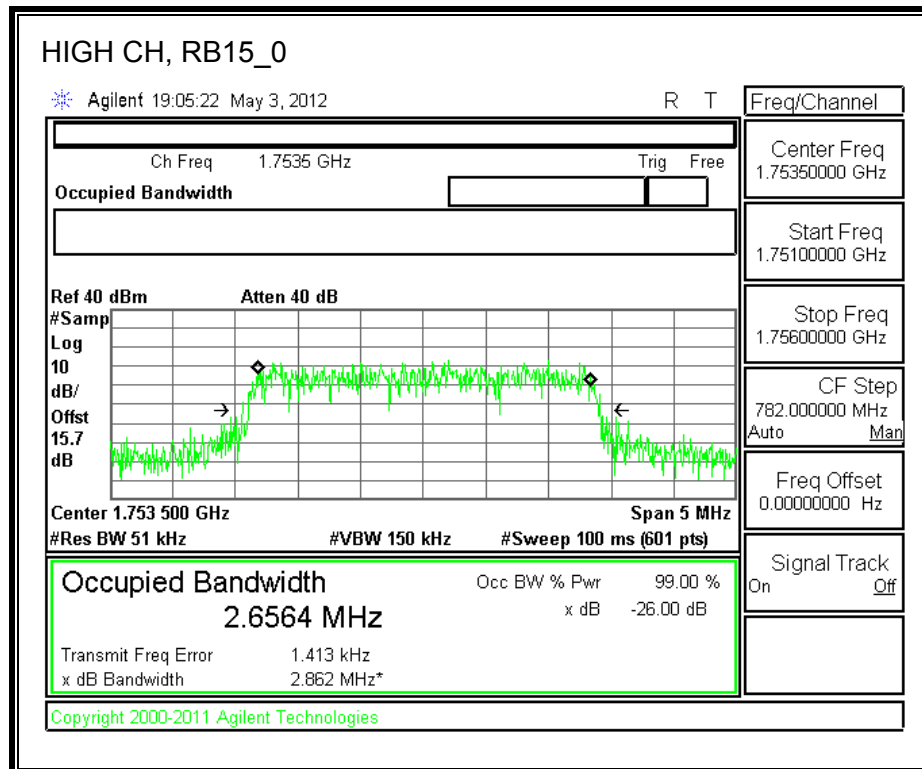 HIGH CH, RB15_0
Agilent 19:05:22 May 3, 2012 R T
Freq/Channel
Ch Freq 1.7535 GHz Trig Free
Occupied Bandwidth
Center Freq
1.75350000 GHz
Start Freq
1.75100000 GHz
Stop Freq
1.75600000 GHz
CF Step
782.000000 MHz
Auto Man
Freq Offset
0.00000000 Hz
Signal Track
On Off
Ref 40 dBm Atten 40 dB
#Samp
Log
10
dB/
Offst
15.7
dB
Center 1.753 500 GHz Span 5 MHz
#Res BW 51 kHz #VBW 150 kHz #Sweep 100 ms (601 pts)
Occupied Bandwidth Occ BW % Pwr 99.00 %
2.6564 MHz x dB -26.00 dB
Transmit Freq Error 1.413 kHz
x dB Bandwidth 2.862 MHz*
Copyright 2000-2011 Agilent Technologies